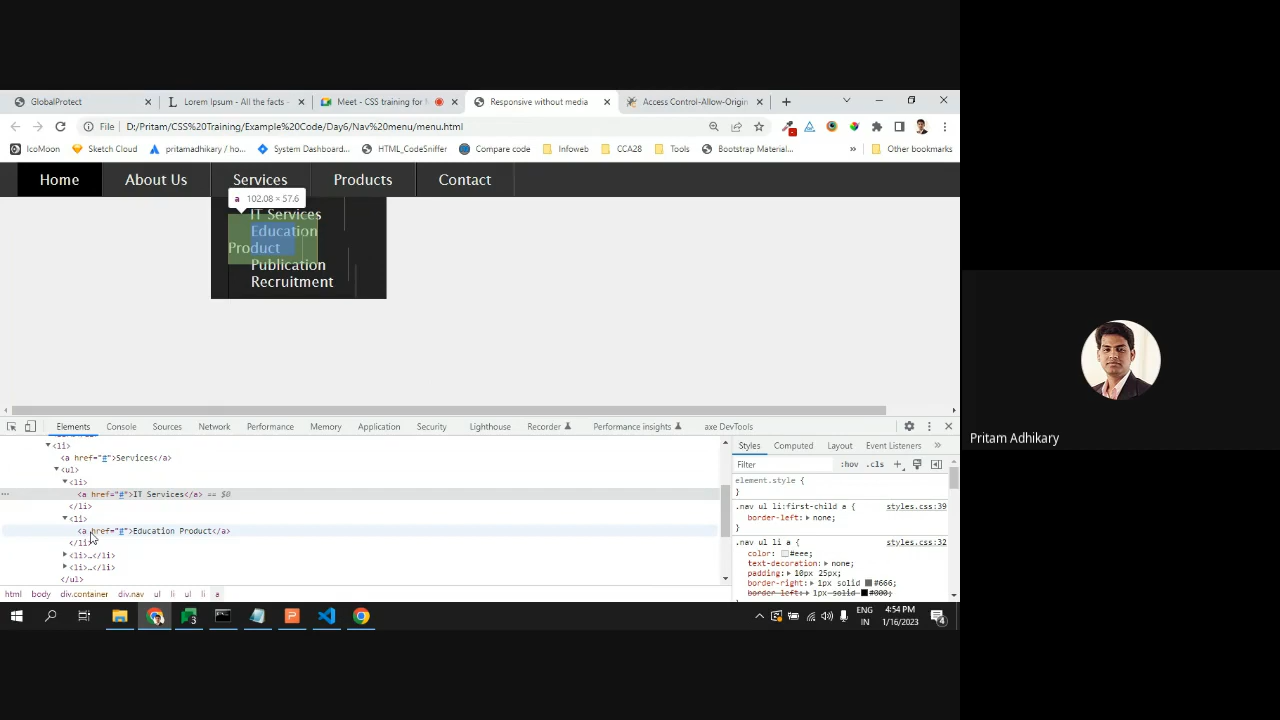 GlobalProtect
Lorem Ipsum - All the facts -
Meet - CSS training for
Responsive without media
Access Control-Allow-Origin
File
D:/Pritam/CSS%20Training/Example%20Code/Day6/Nav%20menu/menu.html
IcoMoon
Sketch Cloud
pritamadhikary / ho...
System Dashboard...
HTML_CodeSniffer
Compare code
Infoweb
CCA28
Tools
Bootstrap Material...
»
Other bookmarks
Home
About Us
Services
Products
Contact
a 102.08 × 57.6
IT Services
Education
Product
Publication
Recruitment
Pritam Adhikary
Elements
Console
Sources
Network
Performance
Memory
Application
Security
Lighthouse
Recorder
Performance insights
axe DevTools
<li>
<a href="#">Services</a>
<ul>
<li>
... <a href="#">IT Services</a> == $0
</li>
<li>
<a href="#">Education Product</a>
</li>
<li>…</li>
<li>…</li>
</ul>
html body div.container div.nav ul li ul li a
Styles
Computed
Layout
Event Listeners
»
Filter
:hov .cls +
element.style {
}
.nav ul li:first-child a { styles.css:39
border-left: none;
}
.nav ul li a { styles.css:32
color: #eee;
text-decoration: none;
padding: 10px 25px;
border-right: 1px solid #666;
border-left: 1px solid #000;
ENG
IN
4:54 PM
1/16/2023
4